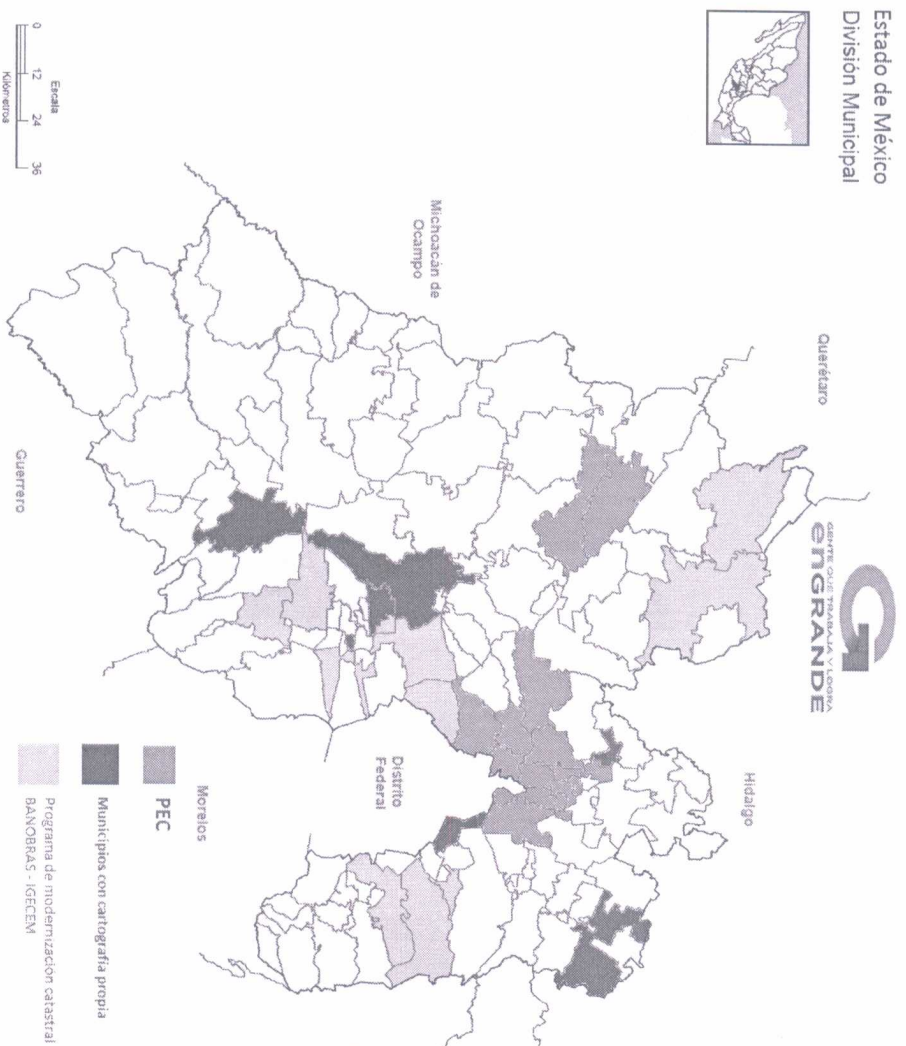 Estado de México
División Municipal
GENTE QUE TRABAJA Y LOGRA
enGRANDE
Querétaro
Hidalgo
Michoacán de
Ocampo
Distrito
Federal
Morelos
Guerrero
Escala
0 12 24 36
Kilómetros
PEC
Municipios con cartografía propia
Programa de modernización catastral
BANOBRAS - IGECEM